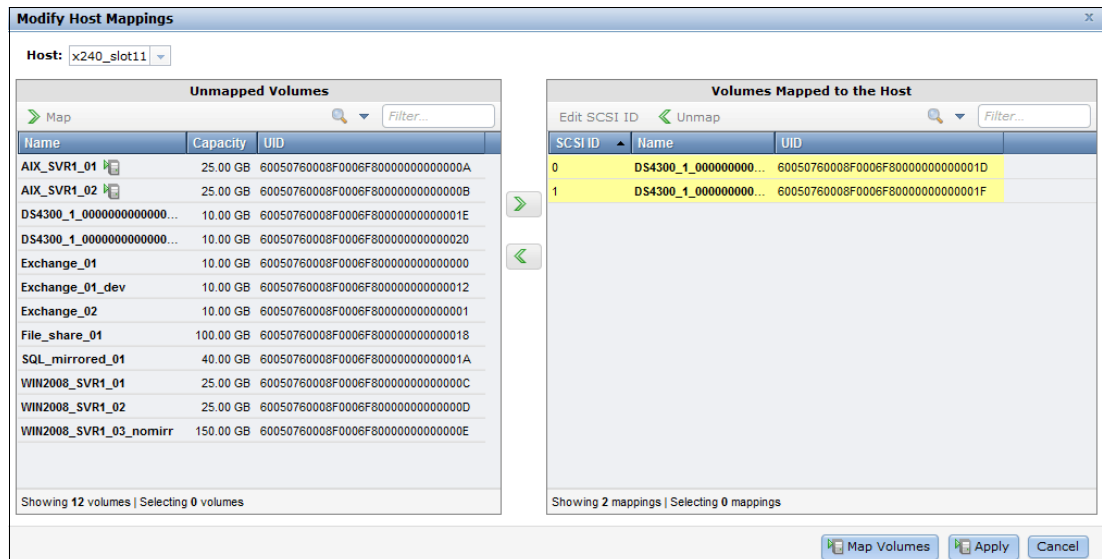 Modify Host Mappings x
Host: x240_slot11
Unmapped Volumes
Map Filter...
Name Capacity UID
AIX_SVR1_01 25.00 GB 60050760008F0006F80000000000000A
AIX_SVR1_02 25.00 GB 60050760008F0006F80000000000000B
DS4300_1_0000000000000... 10.00 GB 60050760008F0006F80000000000001E
DS4300_1_0000000000000... 10.00 GB 60050760008F0006F800000000000020
Exchange_01 10.00 GB 60050760008F0006F800000000000000
Exchange_01_dev 10.00 GB 60050760008F0006F800000000000012
Exchange_02 10.00 GB 60050760008F0006F800000000000001
File_share_01 100.00 GB 60050760008F0006F800000000000018
SQL_mirrored_01 40.00 GB 60050760008F0006F80000000000001A
WIN2008_SVR1_01 25.00 GB 60050760008F0006F80000000000000C
WIN2008_SVR1_02 25.00 GB 60050760008F0006F80000000000000D
WIN2008_SVR1_03_nomirr 150.00 GB 60050760008F0006F80000000000000E
Showing 12 volumes | Selecting 0 volumes
Volumes Mapped to the Host
Edit SCSI ID Unmap Filter...
SCSI ID Name UID
0 DS4300_1_000000000... 60050760008F0006F80000000000001D
1 DS4300_1_000000000... 60050760008F0006F80000000000001F
Showing 2 mappings | Selecting 0 mappings
Map Volumes Apply Cancel